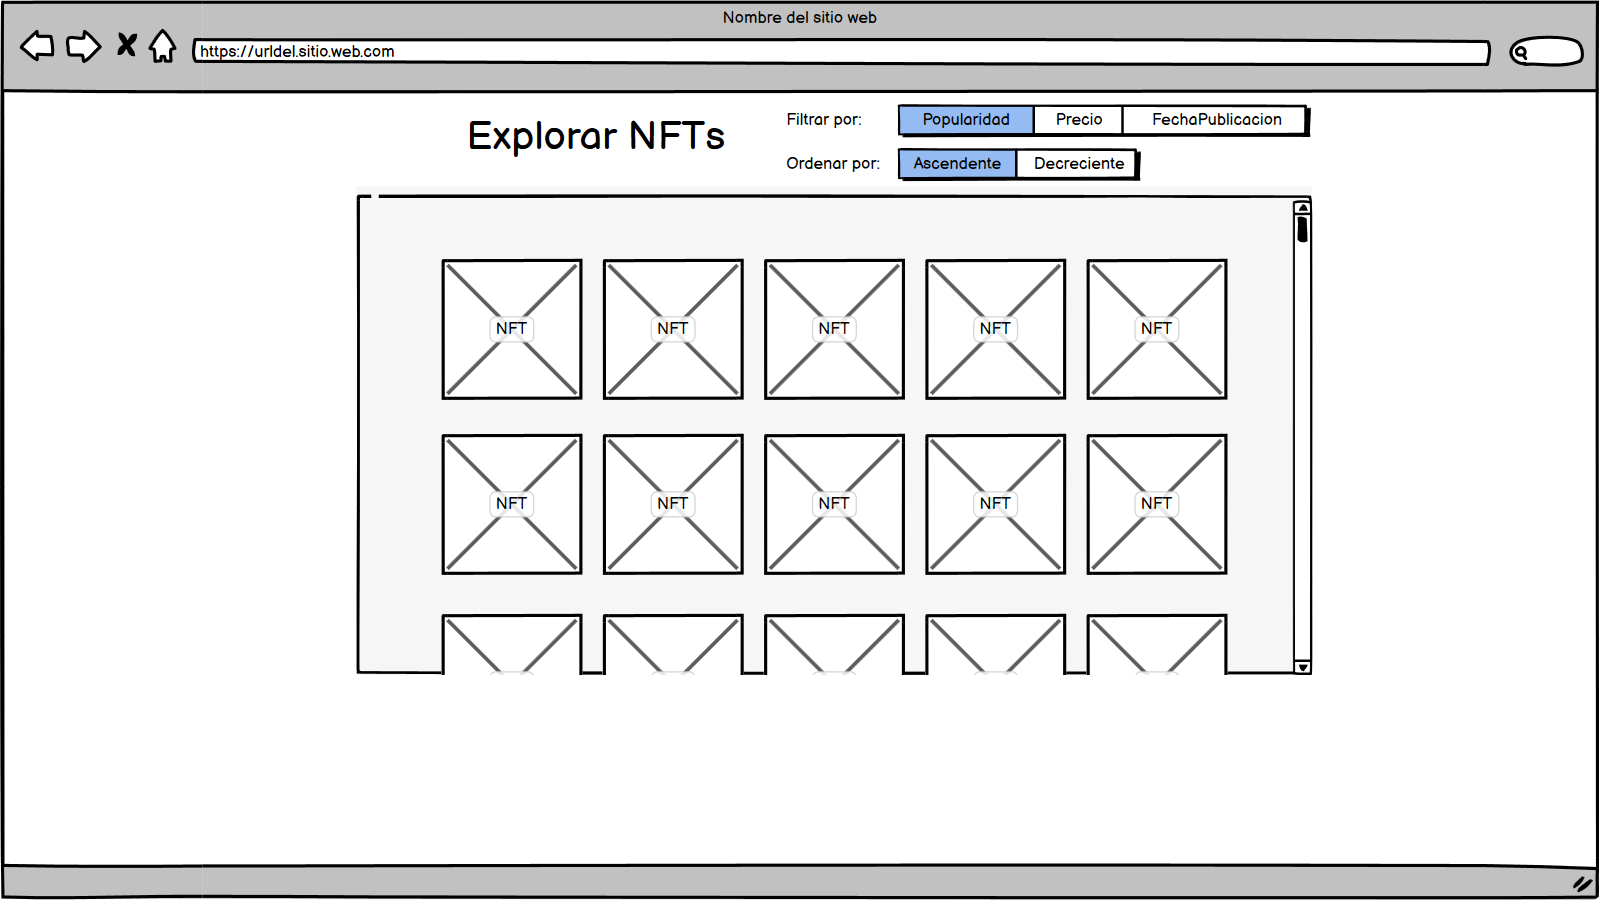 Nombre del sitio web
https://urldel.sitio.web.com
Explorar NFTs
Filtrar por: Popularidad Precio FechaPublicacion
Ordenar por: Ascendente Decreciente
NFT NFT NFT NFT NFT
NFT NFT NFT NFT NFT